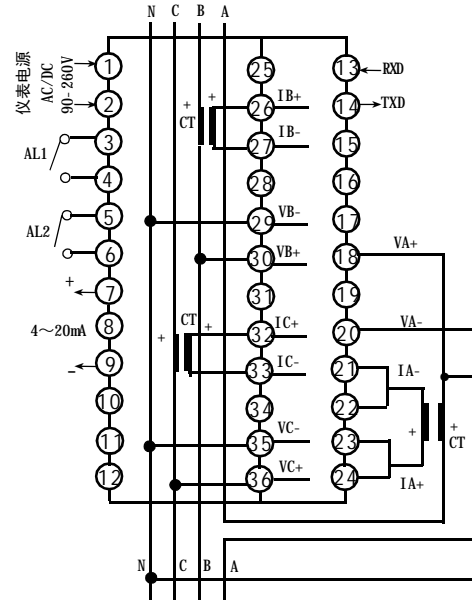 N C B A
仪表电源
AC/DC
90-260V
1
2
3
4
5
6
7
8
9
10
11
12
AL1
AL2
+
4～20mA
-
+ +
CT
CT
+ +
25
26 IB+
27 IB-
28
29 VB-
30 VB+
31
32 IC+
33 IC-
34
35 VC-
36 VC+
13 RXD
14 TXD
15
16
17
18 VA+
19
20 VA-
21 IA-
22
23
24 IA+
+ +
CT
N C B A